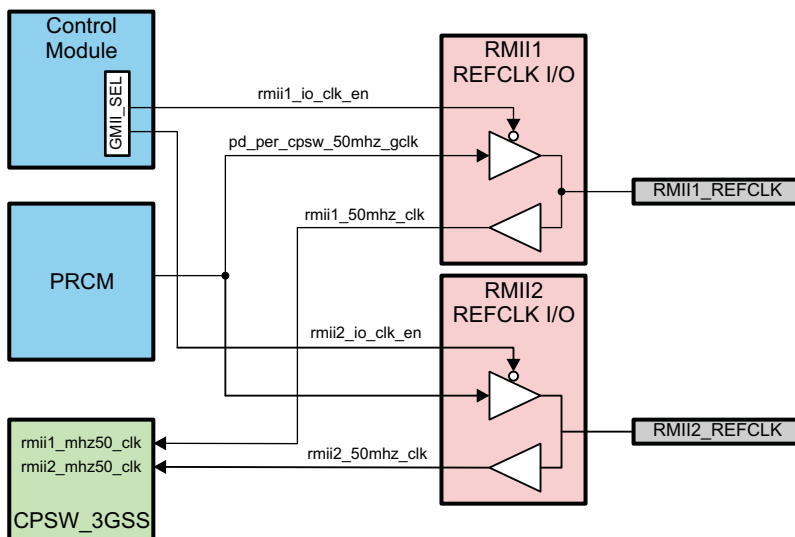 Control
Module
GMII_SEL
RMII1
REFCLK I/O
rmii1_io_clk_en
pd_per_cpsw_50mhz_gclk
RMII1_REFCLK
rmii1_50mhz_clk
PRCM
RMII2
REFCLK I/O
rmii2_io_clk_en
RMII2_REFCLK
rmii1_mhz50_clk
rmii2_50mhz_clk
rmii2_mhz50_clk
CPSW_3GSS